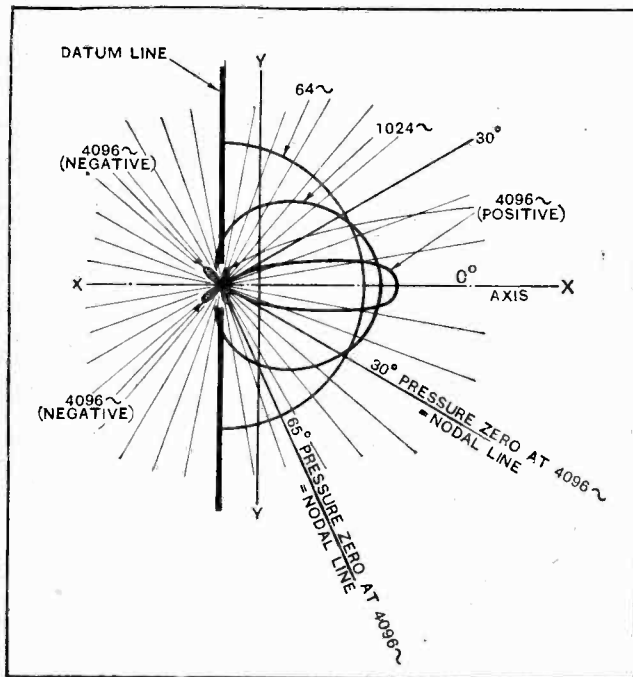 DATUM LINE
Y
64~
1024~
30°
4096~
(NEGATIVE)
4096~
(POSITIVE)
X
0°
AXIS
X
4096~
(NEGATIVE)
30° PRESSURE ZERO AT 4096~
= NODAL LINE
65° PRESSURE ZERO AT 4096~
= NODAL LINE
Y